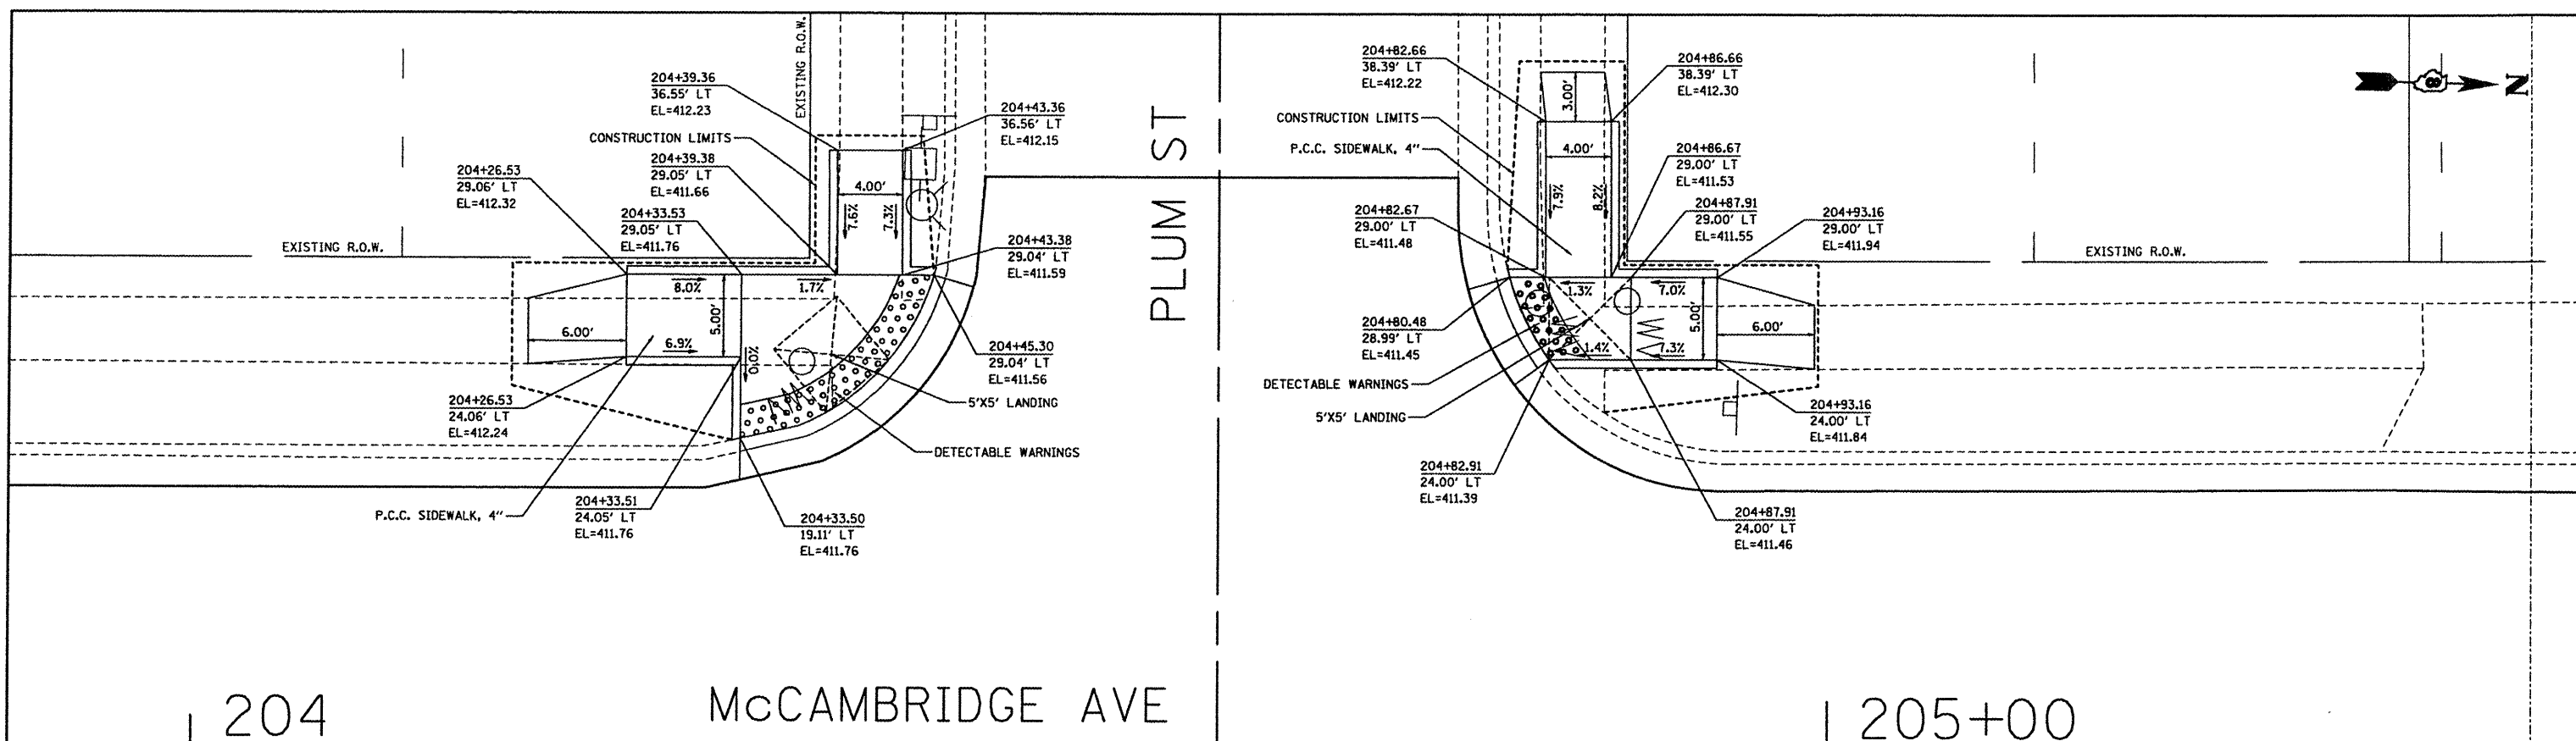 EXISTING R.O.W.
204+39.36
36.55' LT
EL=412.23
CONSTRUCTION LIMITS
204+39.38
29.05' LT
EL=411.66
204+43.36
36.56' LT
EL=412.15
204+26.53
29.06' LT
EL=412.32
204+33.53
29.05' LT
EL=411.76
EXISTING R.O.W.
4.00'
7.6%
7.3%
204+43.38
29.04' LT
EL=411.59
8.0%
1.7%
5.00'
6.00'
6.9%
0.0%
204+45.30
29.04' LT
EL=411.56
5'X5' LANDING
204+26.53
24.06' LT
EL=412.24
DETECTABLE WARNINGS
P.C.C. SIDEWALK, 4"
204+33.51
24.05' LT
EL=411.76
204+33.50
19.11' LT
EL=411.76
PLUM ST
204+82.66
38.39' LT
EL=412.22
204+86.66
38.39' LT
EL=412.30
3.00'
CONSTRUCTION LIMITS
P.C.C. SIDEWALK, 4"
4.00'
204+86.67
29.00' LT
EL=411.53
7.9%
8.2%
204+82.67
29.00' LT
EL=411.48
204+87.91
29.00' LT
EL=411.55
204+93.16
29.00' LT
EL=411.94
EXISTING R.O.W.
N
8
1.3%
7.0%
5.00'
6.00'
204+80.48
28.99' LT
EL=411.45
1.4%
7.3%
DETECTABLE WARNINGS
5'X5' LANDING
204+93.16
24.00' LT
EL=411.84
204+82.91
24.00' LT
EL=411.39
204+87.91
24.00' LT
EL=411.46
204
McCAMBRIDGE AVE
205+00